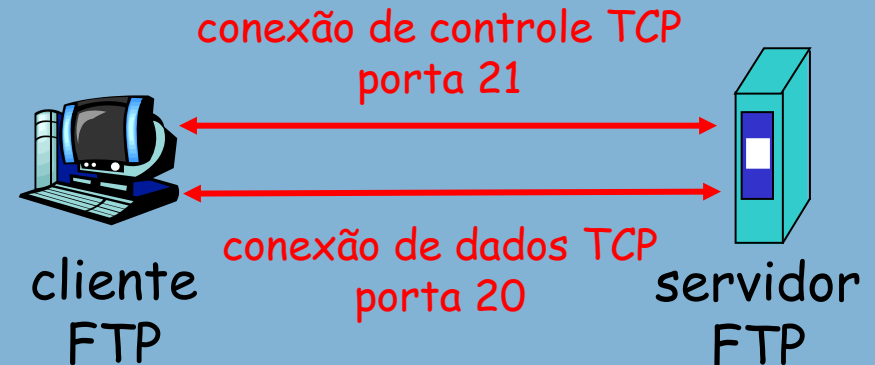 conexão de controle TCP
porta 21
conexão de dados TCP
porta 20
cliente
FTP
servidor
FTP